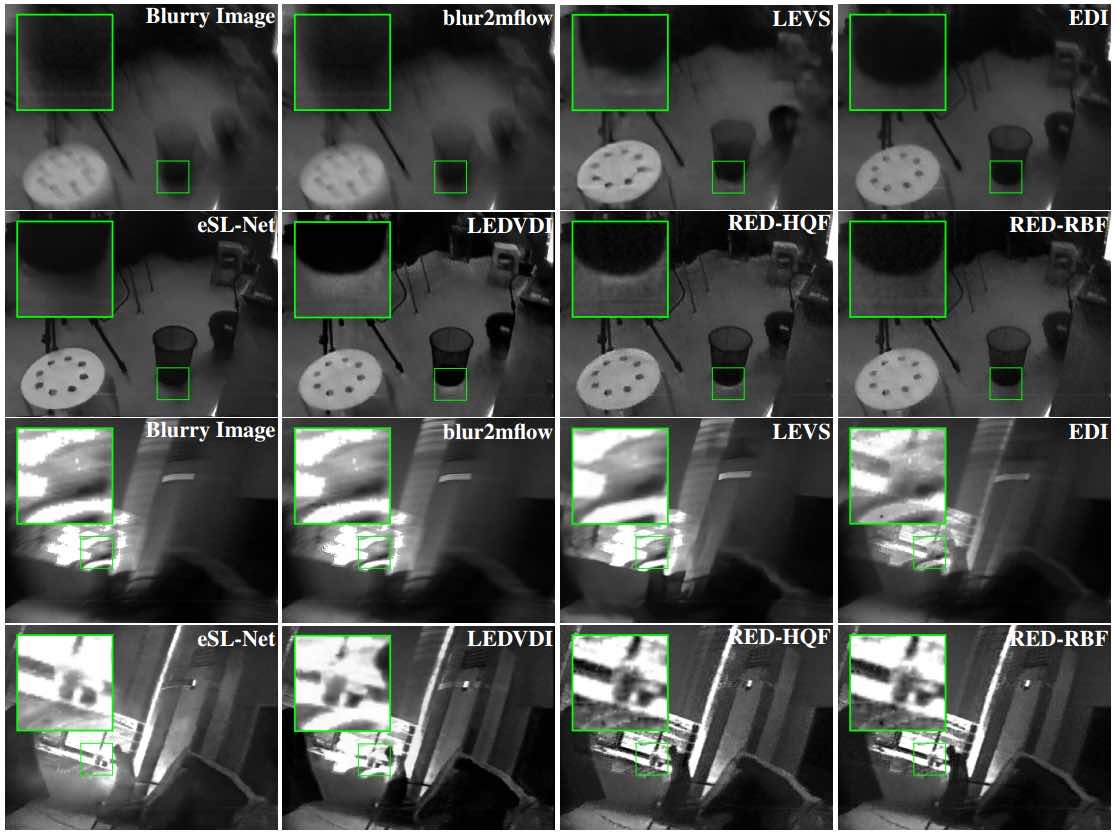 Blurry Image
blur2mflow
LEVS
EDI
eSL-Net
LEDVDI
RED-HQF
RED-RBF
Blurry Image
blur2mflow
LEVS
EDI
eSL-Net
LEDVDI
RED-HQF
RED-RBF